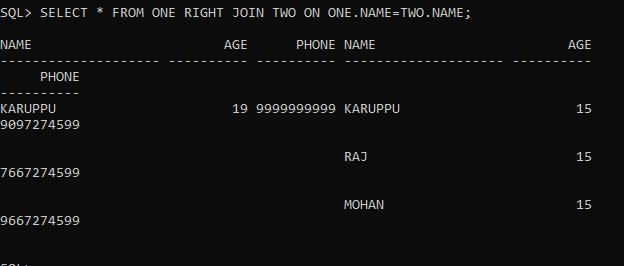 SQL> SELECT * FROM ONE RIGHT JOIN TWO ON ONE.NAME=TWO.NAME;
NAME AGE PHONE NAME AGE
-------------------- ---------- ---------- -------------------- ----------
PHONE
----------
KARUPPU 19 9999999999 KARUPPU 15
9097274599
RAJ 15
7667274599
MOHAN 15
9667274599
SQL>